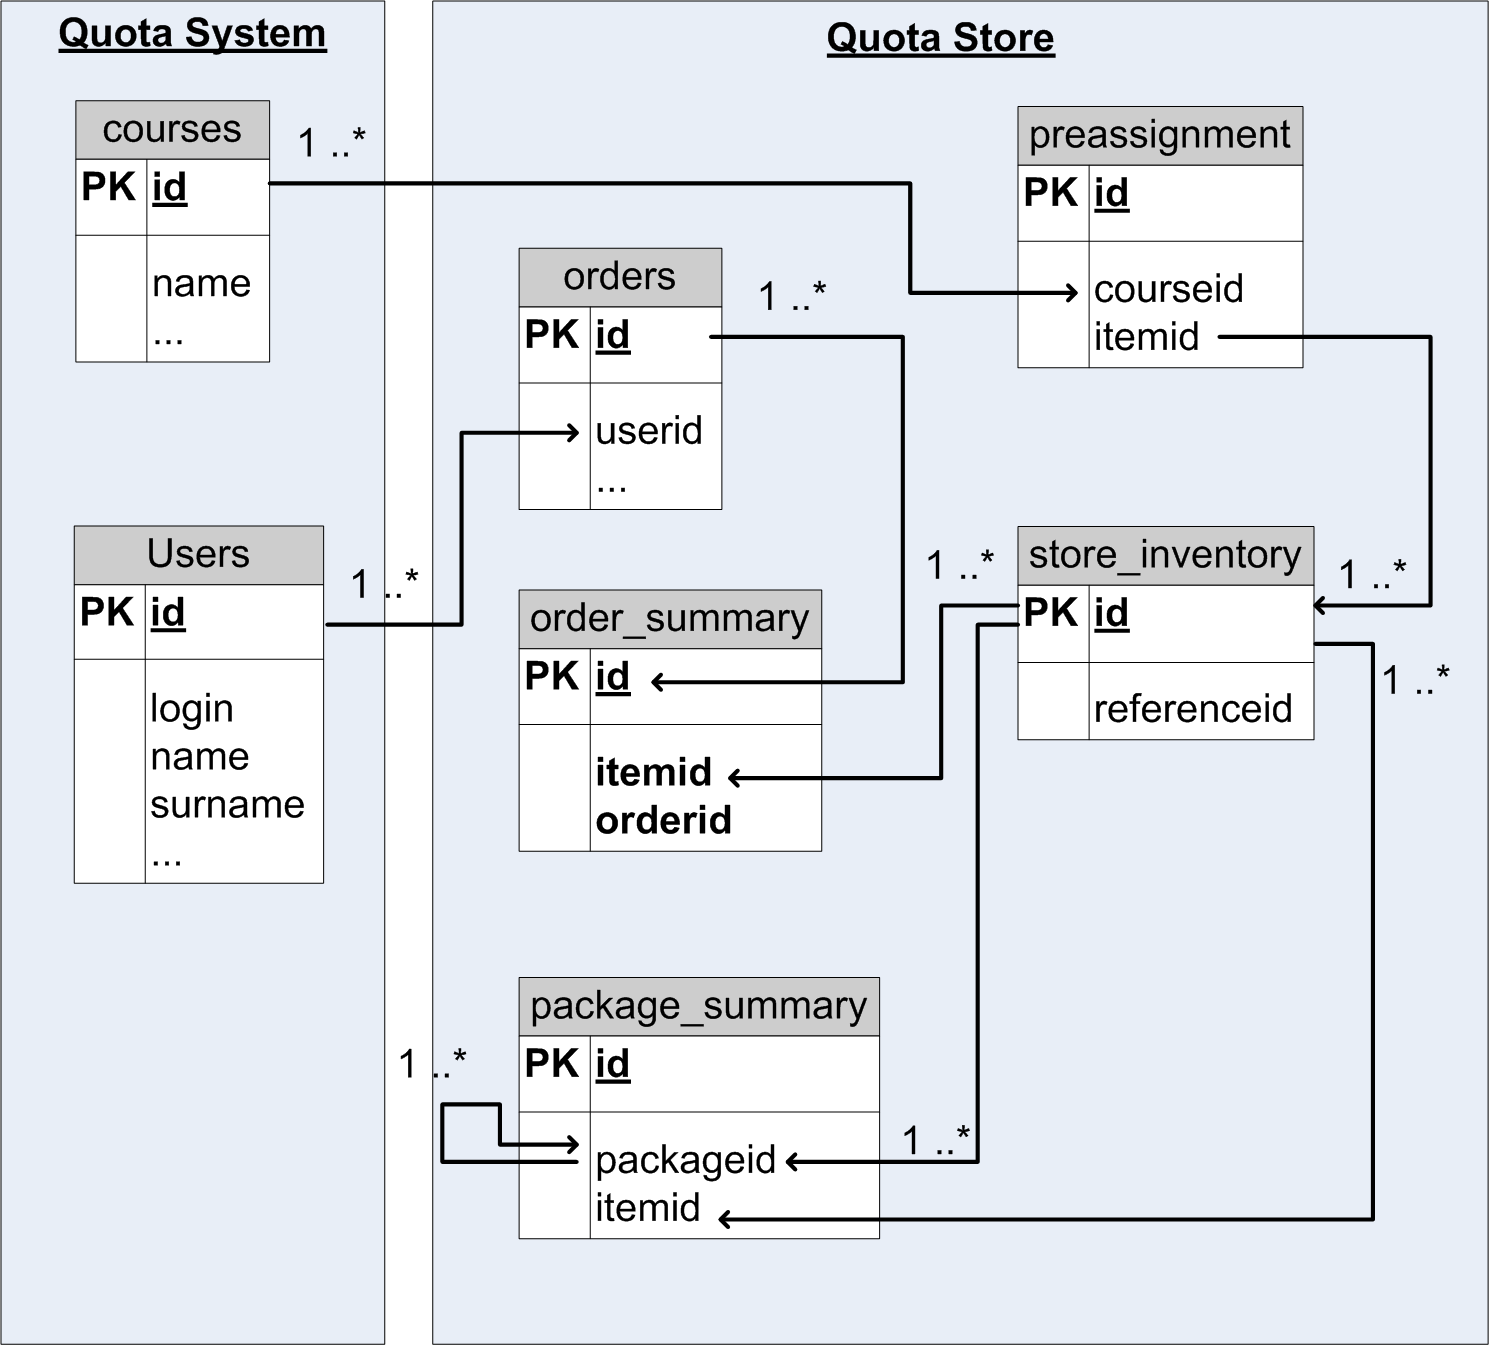 Quota System
courses
1 ..*
PK id
name
...
Users
1 ..*
PK id
login
name
surname
...
Quota Store
preassignment
PK id
courseid
itemid
orders
1 ..*
PK id
userid
...
order_summary
PK id
itemid
orderid
1 ..*
store_inventory
1 ..*
PK id
1 ..*
referenceid
package_summary
1 ..*
PK id
1 ..*
packageid
itemid